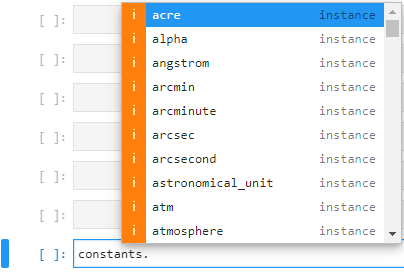 [ ]: i acre instance
i alpha instance
[ ]: i angstrom instance
i arcmin instance
[ ]: i arcminute instance
[ ]: i arcsec instance
i arcsecond instance
[ ]: i astronomical_unit instance
i atm instance
[ ]: i atmosphere instance
[ ]: constants.